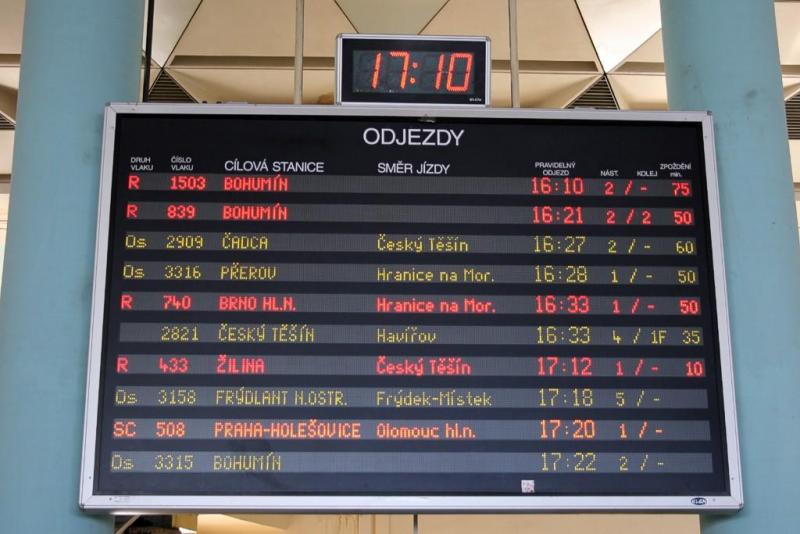 17:10
ODJEZDY
DRUH VLAKU ČÍSLO VLAKU CÍLOVÁ STANICE SMĚR JÍZDY PRAVIDELNÝ ODJEZD NÁST. KOLEJ ZPOŽDĚNÍ min.
R 1503 BOHUMÍN 16:10 2 / - 75
R 839 BOHUMÍN 16:21 2 / 2 50
Os 2909 ČADCA Český Těšín 16:27 2 / - 60
Os 3316 PŘEROV Hranice na Mor. 16:28 1 / - 50
R 740 BRNO HL.N. Hranice na Mor. 16:33 1 / - 50
2821 ČESKÝ TĚŠÍN Havířov 16:33 4 / 1F 35
R 433 ŽILINA Český Těšín 17:12 1 / - 10
Os 3158 FRÝDLANT N.OSTR. Frýdek-Místek 17:18 5 / -
SC 508 PRAHA-HOLEŠOVICE Olomouc hl.n. 17:20 1 / -
Os 3315 BOHUMÍN 17:22 2 / -